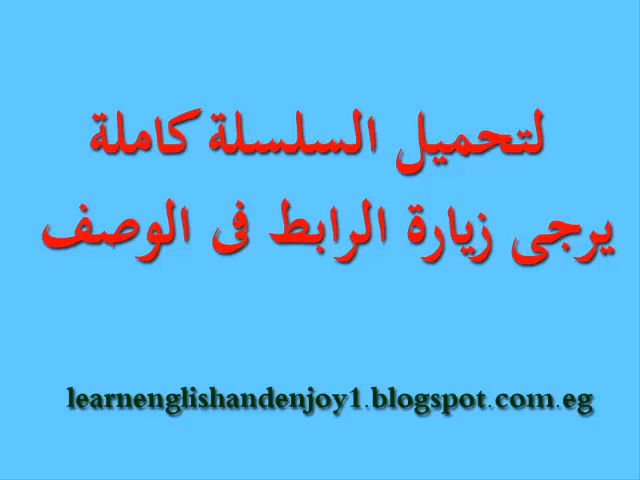 لتحميل السلسلة كاملة
يرجى زيارة الرابط فى الوصف
learnenglishandenjoy1.blogspot.com.eg